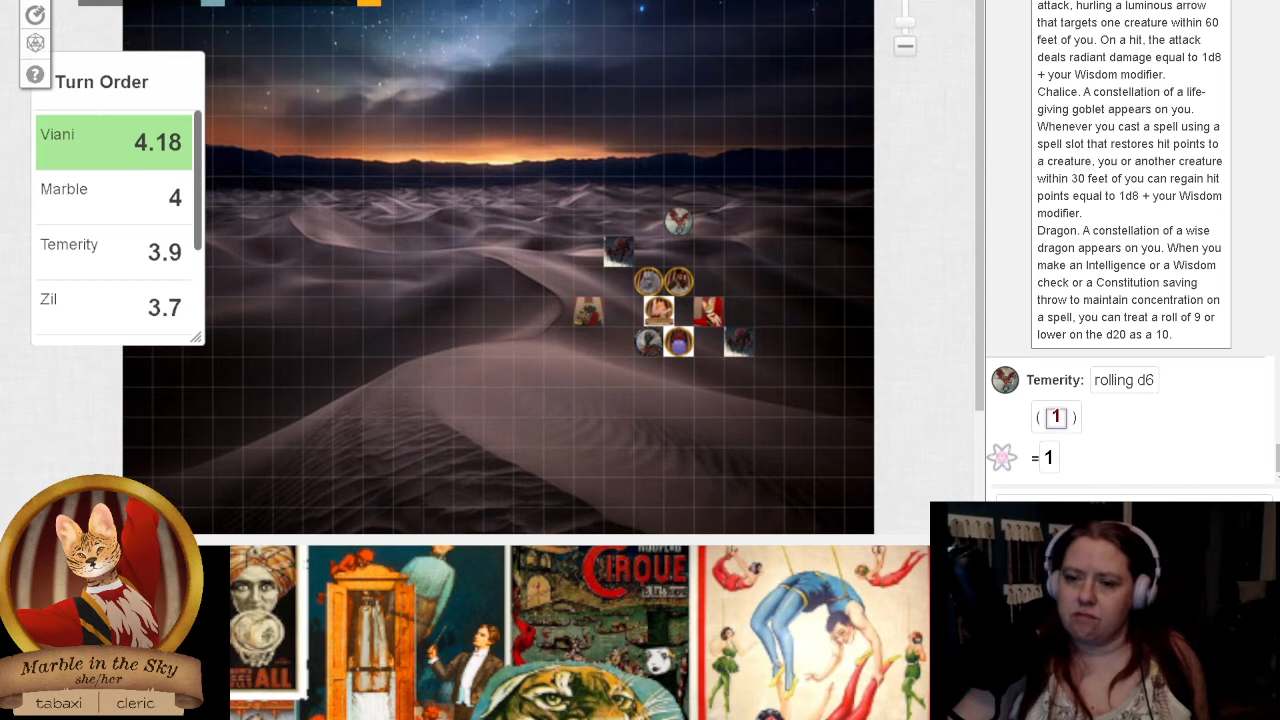 Turn Order
Viani
4.18
Marble
4
Temerity
3.9
Zil
3.7
attack, hurling a luminous arrow
that targets one creature within 60
feet of you. On a hit, the attack
deals radiant damage equal to 1d8
+ your Wisdom modifier.
Chalice. A constellation of a life-
giving goblet appears on you.
Whenever you cast a spell using a
spell slot that restores hit points to
a creature, you or another creature
within 30 feet of you can regain hit
points equal to 1d8 + your Wisdom
modifier.
Dragon. A constellation of a wise
dragon appears on you. When you
make an Intelligence or a Wisdom
check or a Constitution saving
throw to maintain concentration on
a spell, you can treat a roll of 9 or
lower on the d20 as a 10.
Temerity: rolling d6
(1)
=1
Marble in the Sky
she/her
tabaxi cleric
ALL
CIRQUE